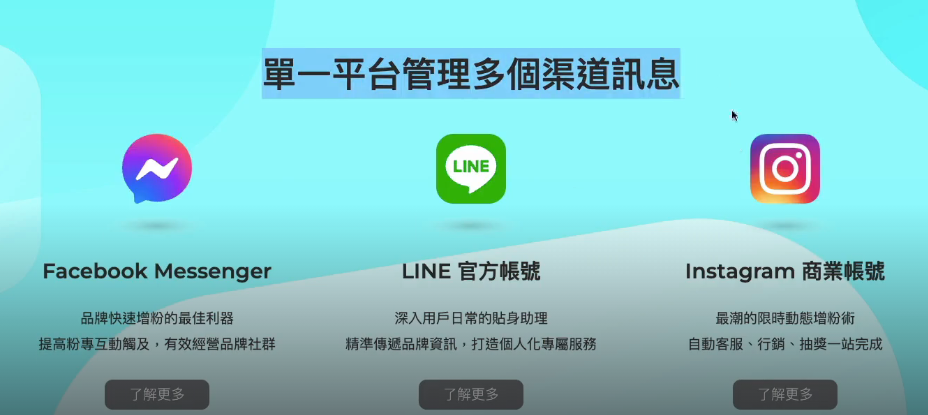 單一平台管理多個渠道訊息
LINE
Facebook Messenger
LINE 官方帳號
Instagram 商業帳號
品牌快速增粉的最佳利器
提高粉專互動觸及，有效經營品牌社群
深入用戶日常的貼身助理
精準傳遞品牌資訊，打造個人化專屬服務
最潮的限時動態增粉術
自動客服、行銷、抽獎一站完成
了解更多
了解更多
了解更多